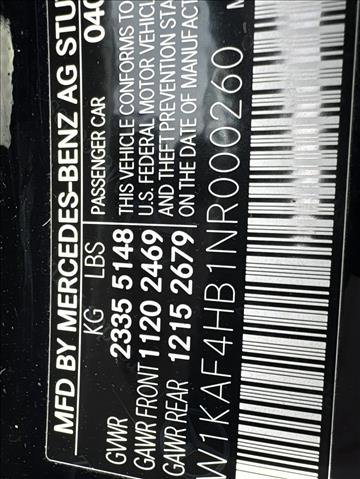 MFD BY MERCEDES-BENZ AG STU
KG LBS PASSENGER CAR 040
GVWR 2335 5148 THIS VEHICLE CONFORMS TO
GAWR FRONT 1120 2469 U.S. FEDERAL MOTOR VEHICL
GAWR REAR 1215 2679 AND THEFT PREVENTION STA
ON THE DATE OF MANUFACT
W1KAF4HB1NR000260 M